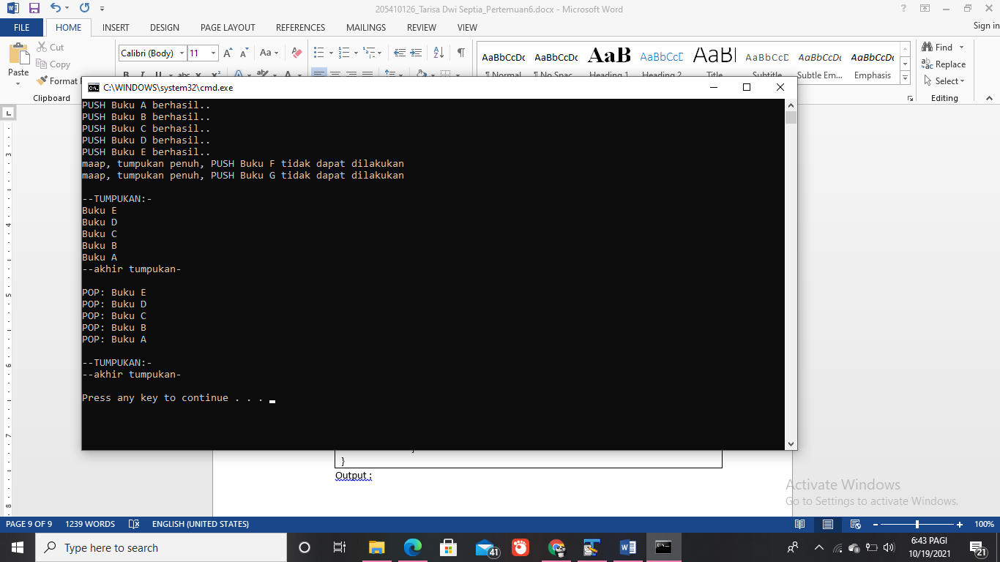 205410126_Tarisa Dwi Septia_Pertemuan6.docx - Microsoft Word
FILE HOME INSERT DESIGN PAGE LAYOUT REFERENCES MAILINGS REVIEW VIEW Sign in
Paste
Cut
Copy
Format
Clipboard
Calibri (Body) 11
AaBbCcDc AaBbCcDc AaB AaBbCcD AaB AaBbCcD AaBbCcDc AaBbCcDc
¶ Normal ¶ No Spac... Heading 1 Heading 2 Title Subtitle Subtle Em... Emphasis
Find
Replace
Select
Editing
C:\WINDOWS\system32\cmd.exe
PUSH Buku A berhasil..
PUSH Buku B berhasil..
PUSH Buku C berhasil..
PUSH Buku D berhasil..
PUSH Buku E berhasil..
maap, tumpukan penuh, PUSH Buku F tidak dapat dilakukan
maap, tumpukan penuh, PUSH Buku G tidak dapat dilakukan
--TUMPUKAN:-
Buku E
Buku D
Buku C
Buku B
Buku A
--akhir tumpukan-
POP: Buku E
POP: Buku D
POP: Buku C
POP: Buku B
POP: Buku A
--TUMPUKAN:-
--akhir tumpukan-
Press any key to continue . . .
}
Output :
Activate Windows
Go to Settings to activate Windows.
PAGE 9 OF 9 1239 WORDS ENGLISH (UNITED STATES) 100%
Type here to search
41
6:43 PAGI
10/19/2021
21